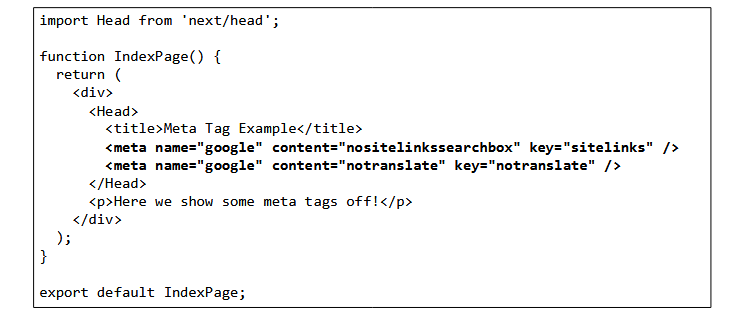 import Head from 'next/head';
function IndexPage() {
return (
<div>
<Head>
<title>Meta Tag Example</title>
<meta name="google" content="nositelinkssearchbox" key="sitelinks" />
<meta name="google" content="notranslate" key="notranslate" />
</Head>
<p>Here we show some meta tags off!</p>
</div>
);
}
export default IndexPage;